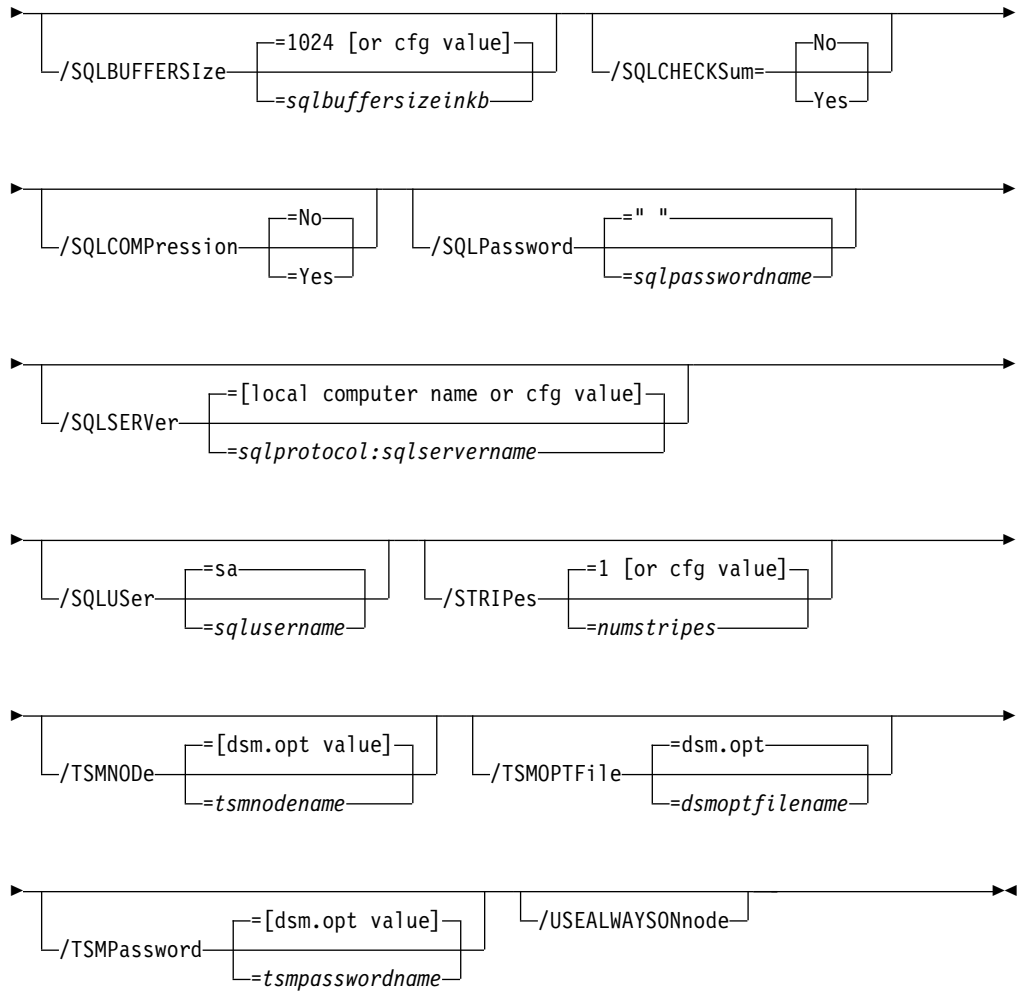 =1024 [or cfg value]
/SQLBUFFERSIze
=sqlbuffersizeinkb
No
/SQLCHECKSum=
Yes
=No
/SQLCOMPression
=Yes
=" "
/SQLPassword
=sqlpasswordname
=[local computer name or cfg value]
/SQLSERVer
=sqlprotocol:sqlservername
=sa
/SQLUSer
=sqlusername
=1 [or cfg value]
/STRIPes
=numstripes
=[dsm.opt value]
/TSMNODe
=tsmnodename
=dsm.opt
/TSMOPTFile
=dsmoptfilename
=[dsm.opt value]
/TSMPassword
=tsmpasswordname
/USEALWAYSONnode